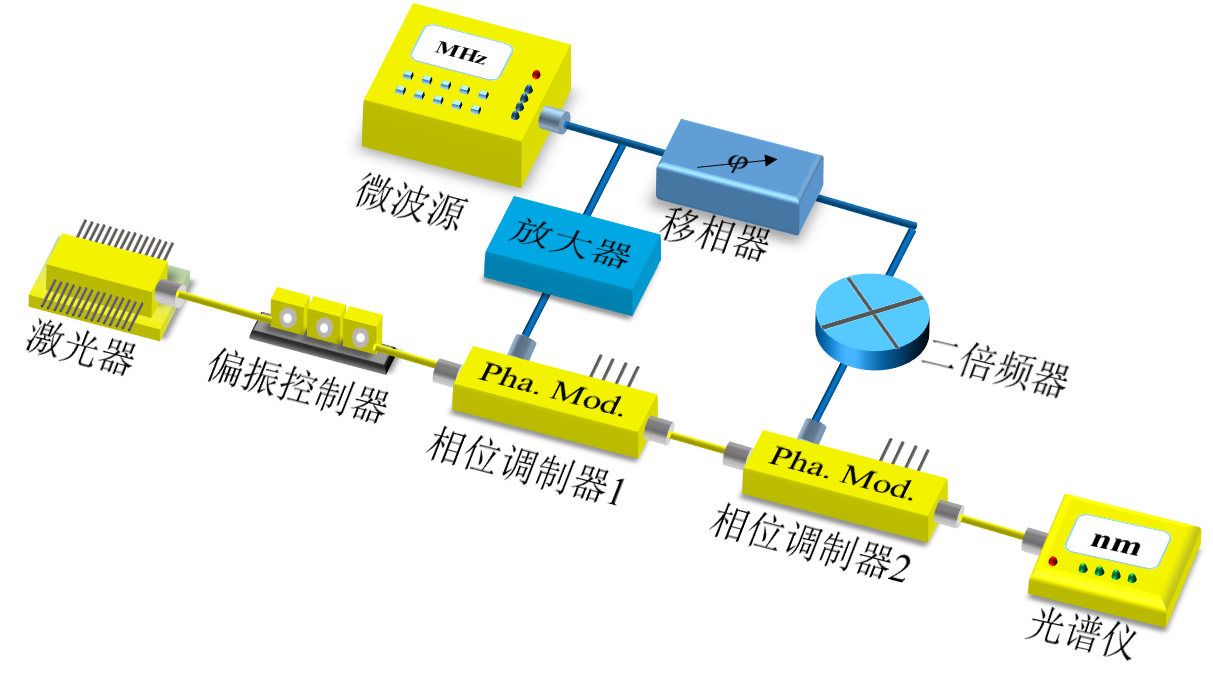 MHz
微波源
φ
移相器
放大器
激光器
偏振控制器
Pha. Mod.
相位调制器1
二倍频器
Pha. Mod.
相位调制器2
nm
光谱仪